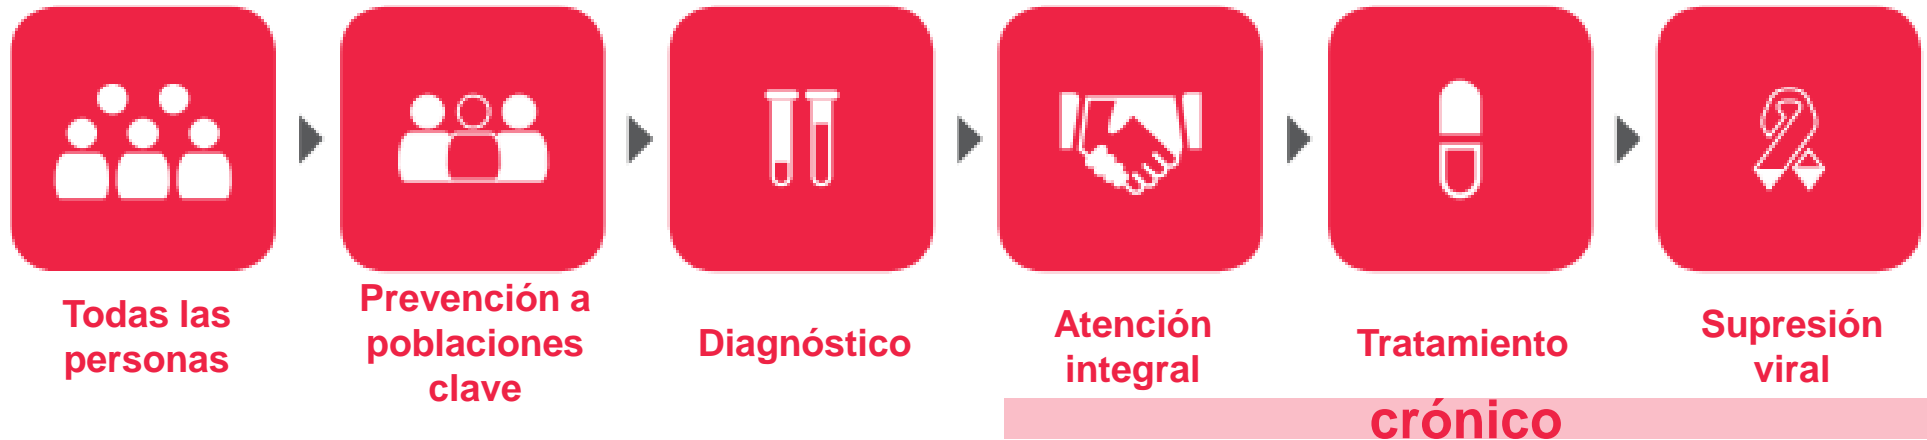 Todas las
personas
Prevención a
poblaciones
clave
Diagnóstico
Atención
integral
Tratamiento
Supresión
viral
crónico